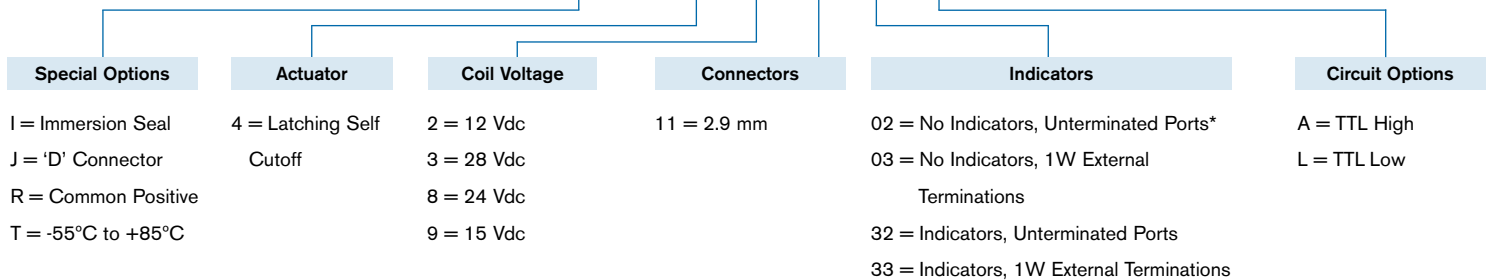 Special Options
I = Immersion Seal
J = ‘D’ Connector
R = Common Positive
T = -55ºC to +85ºC
Actuator
4 = Latching Self
Cutoff
Coil Voltage
2 = 12 Vdc
3 = 28 Vdc
8 = 24 Vdc
9 = 15 Vdc
Connectors
11 = 2.9 mm
Indicators
02 = No Indicators, Unterminated Ports*
03 = No Indicators, 1W External
Terminations
32 = Indicators, Unterminated Ports
33 = Indicators, 1W External Terminations
Circuit Options
A = TTL High
L = TTL Low